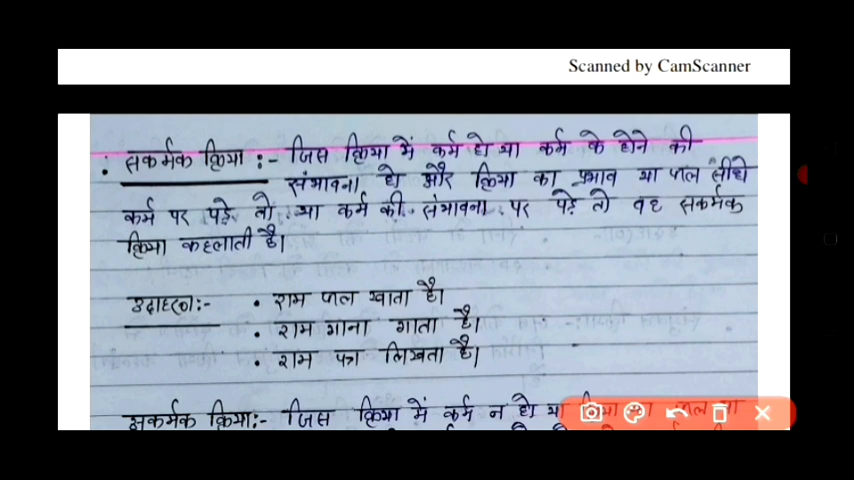 Scanned by CamScanner
सकर्मक क्रिया :- जिस क्रिया में कर्म हो या कर्म के होने की
संभावना हो और क्रिया का प्रभाव या फल सीधे
कर्म पर पड़े तो या कर्म की संभावना पर पड़े तो वह सकर्मक
क्रिया कहलाती है।
उदाहरण:-
• राम फल खाता है।
• राम गाना गाता है।
• राम पत्र लिखता है।
अकर्मक क्रिया:- जिस क्रिया में कर्म न हो या